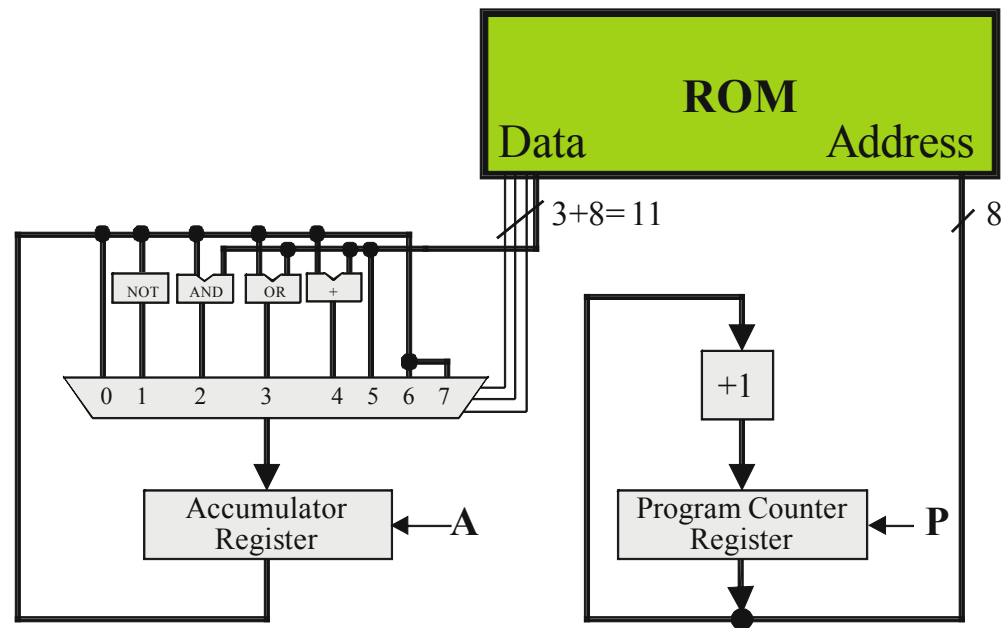 ROM
Data Address
3+8= 11
8
NOT AND OR +
+1
0 1 2 3 4 5 6 7
Accumulator
Register
A
Program Counter
Register
P